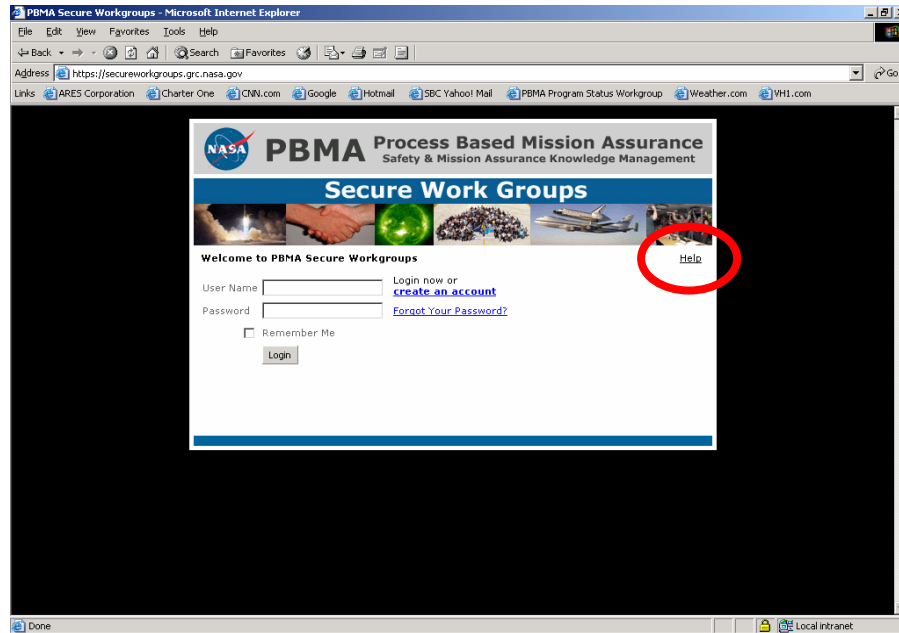 PBMA Secure Workgroups - Microsoft Internet Explorer
File Edit View Favorites Tools Help
Back Search Favorites
Address https://secureworkgroups.grc.nasa.gov Go
Links ARES Corporation Charter One CNN.com Google Hotmail SBC Yahoo! Mail PBMA Program Status Workgroup Weather.com VH1.com
NASA PBMA Process Based Mission Assurance
Safety & Mission Assurance Knowledge Management
Secure Work Groups
Welcome to PBMA Secure Workgroups Help
User Name Login now or
create an account
Password Forgot Your Password?
Remember Me
Login
Done Local intranet